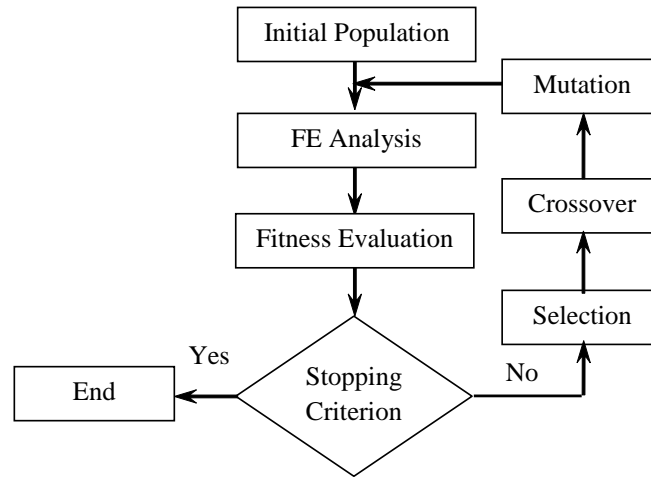 Initial Population
Mutation
FE Analysis
Crossover
Fitness Evaluation
Selection
Yes
No
End
Stopping
Criterion